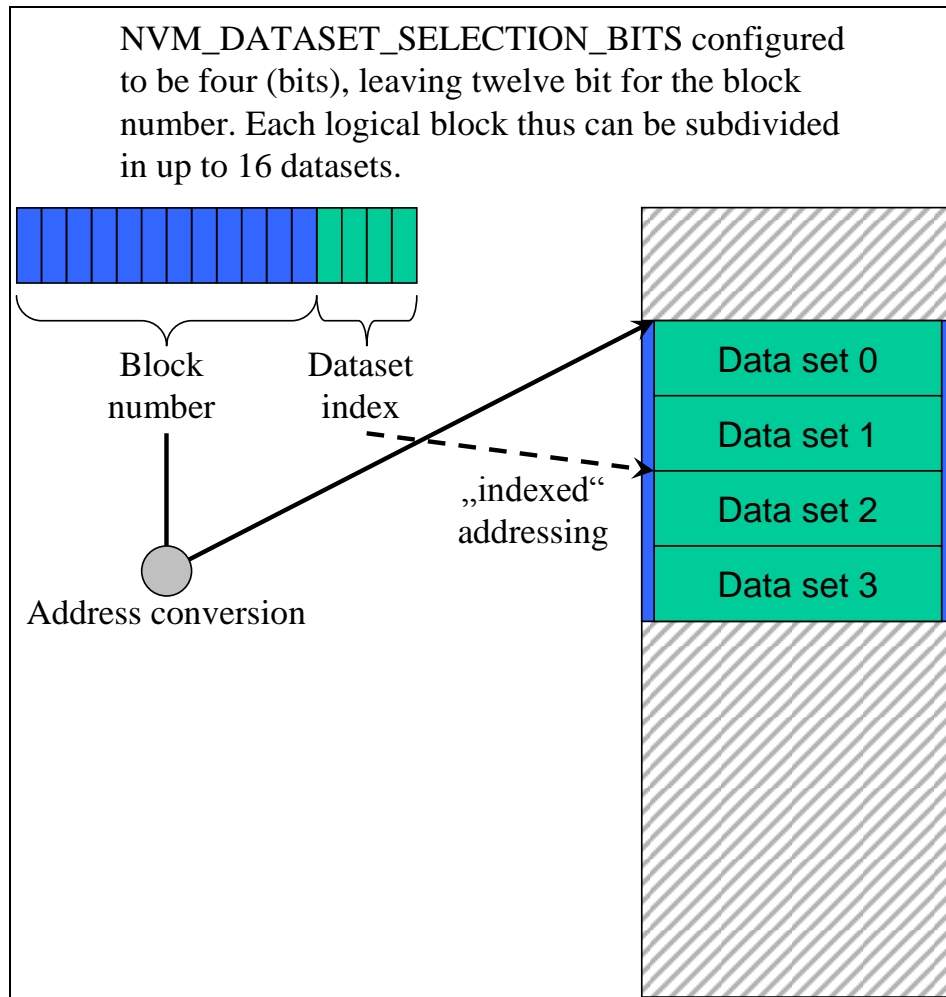 NVM_DATASET_SELECTION_BITS configured
to be four (bits), leaving twelve bit for the block
number. Each logical block thus can be subdivided
in up to 16 datasets.
Block
number
Dataset
index
Data set 0
Data set 1
Data set 2
Data set 3
„indexed“
addressing
Address conversion